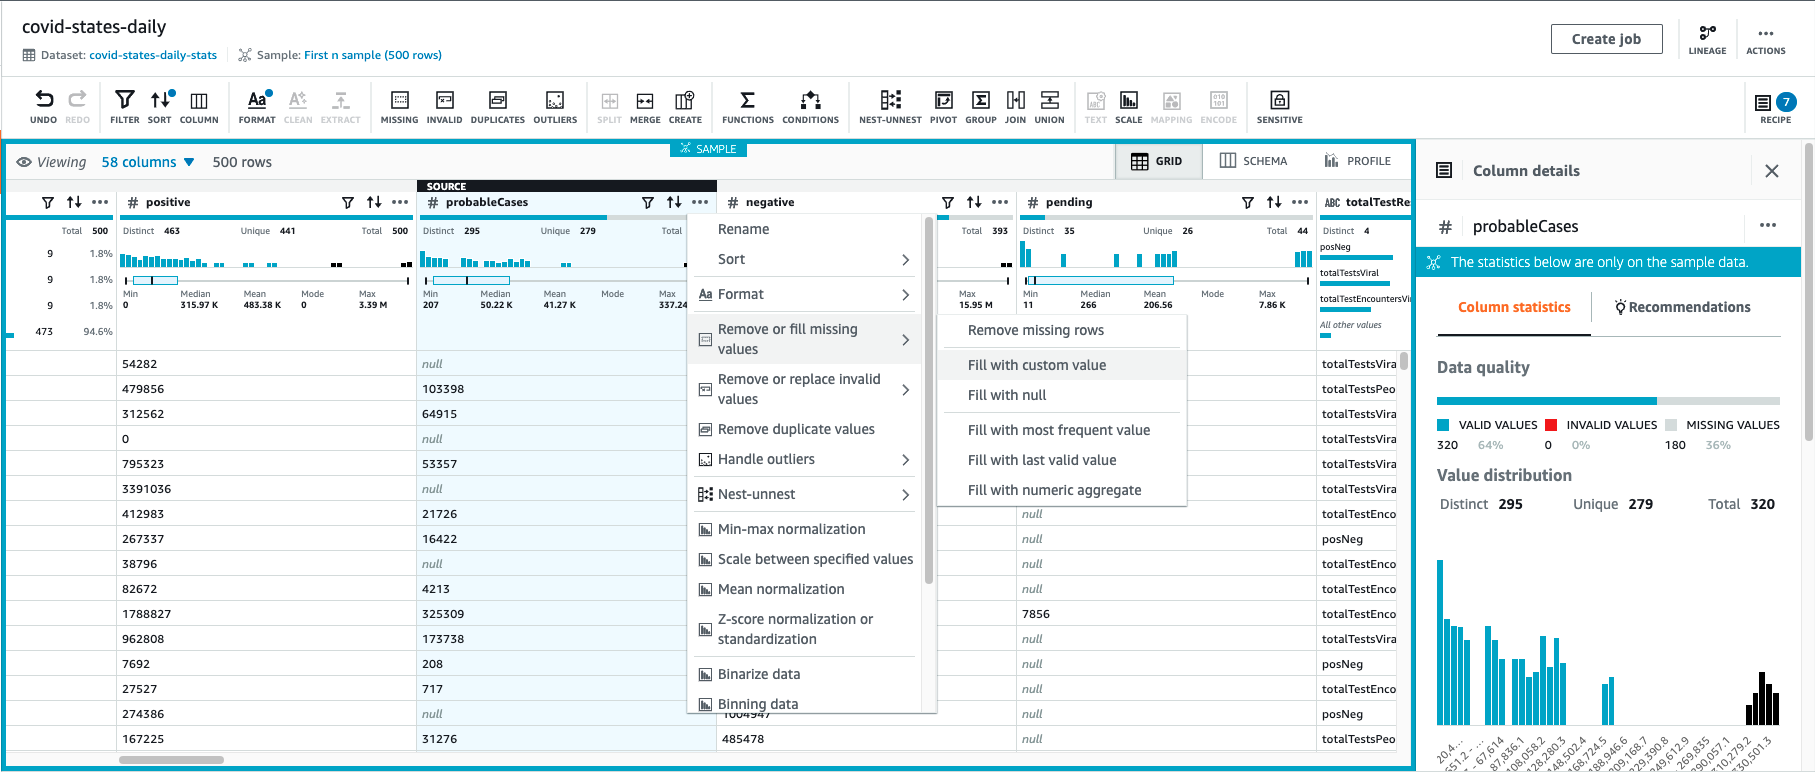 covid-states-daily
Dataset: covid-states-daily-stats
Sample: First n sample (500 rows)
Create job
LINEAGE
ACTIONS
UNDO
REDO
FILTER
SORT
COLUMN
Aa
FORMAT
CLEAN
EXTRACT
MISSING
INVALID
DUPLICATES
OUTLIERS
SPLIT
MERGE
CREATE
FUNCTIONS
CONDITIONS
NEST-UNNEST
PIVOT
GROUP
JOIN
UNION
TEXT
SCALE
MAPPING
ENCODE
SENSITIVE
7
RECIPE
Viewing 58 columns 500 rows
SAMPLE
GRID
SCHEMA
PROFILE
SOURCE
# positive
# probableCases
# negative
# pending
ABC totalTestRe
Total 500
Distinct 463 Unique 441 Total 500
Distinct 295 Unique 279 Total
Total 393
Distinct 35 Unique 26 Total 44
Distinct 4
9 1.8%
9 1.8%
9 1.8%
473 94.6%
Min Median Mean Mode Max
0 315.97 K 483.38 K 0 3.39 M
Min Median Mean Mode Max
207 50.22 K 41.27 K 337.24
Max
15.95 M
Min Median Mean Mode Max
11 266 206.56 7.86 K
posNeg
totalTestsViral
totalTestEncountersVi
All other values
54282 null totalTestsVira
479856 103398 totalTestsPeo
312562 64915 totalTestsVira
0 null totalTestsVira
795323 53357 totalTestsVira
3391036 null totalTestsVira
412983 21726 null totalTestEnco
267337 16422 null posNeg
38796 null null totalTestEnco
82672 4213 null totalTestEnco
1788827 325309 7856 totalTestEnco
962808 173738 null totalTestsVira
7692 208 null posNeg
27527 717 null totalTestEnco
274386 null 1004947 null posNeg
167225 31276 485478 null totalTestsPeo
Rename
Sort
Aa Format
Remove or fill missing
values
Remove or replace invalid
values
Remove duplicate values
Handle outliers
Nest-unnest
Min-max normalization
Scale between specified values
Mean normalization
Z-score normalization or
standardization
Binarize data
Binning data
Remove missing rows
Fill with custom value
Fill with null
Fill with most frequent value
Fill with last valid value
Fill with numeric aggregate
Column details
# probableCases
The statistics below are only on the sample data.
Column statistics
Recommendations
Data quality
VALID VALUES INVALID VALUES MISSING VALUES
320 64% 0 0% 180 36%
Value distribution
Distinct 295 Unique 279 Total 320
20,4...
651.2 - ...
- 67,614
87,836.1
108,058.2
128,280.3
148,502.4
168,724.5
188,946.6
209,168.7
229,390.8
249,612.9
269,835
290,057.1
310,279.2
330,501.3